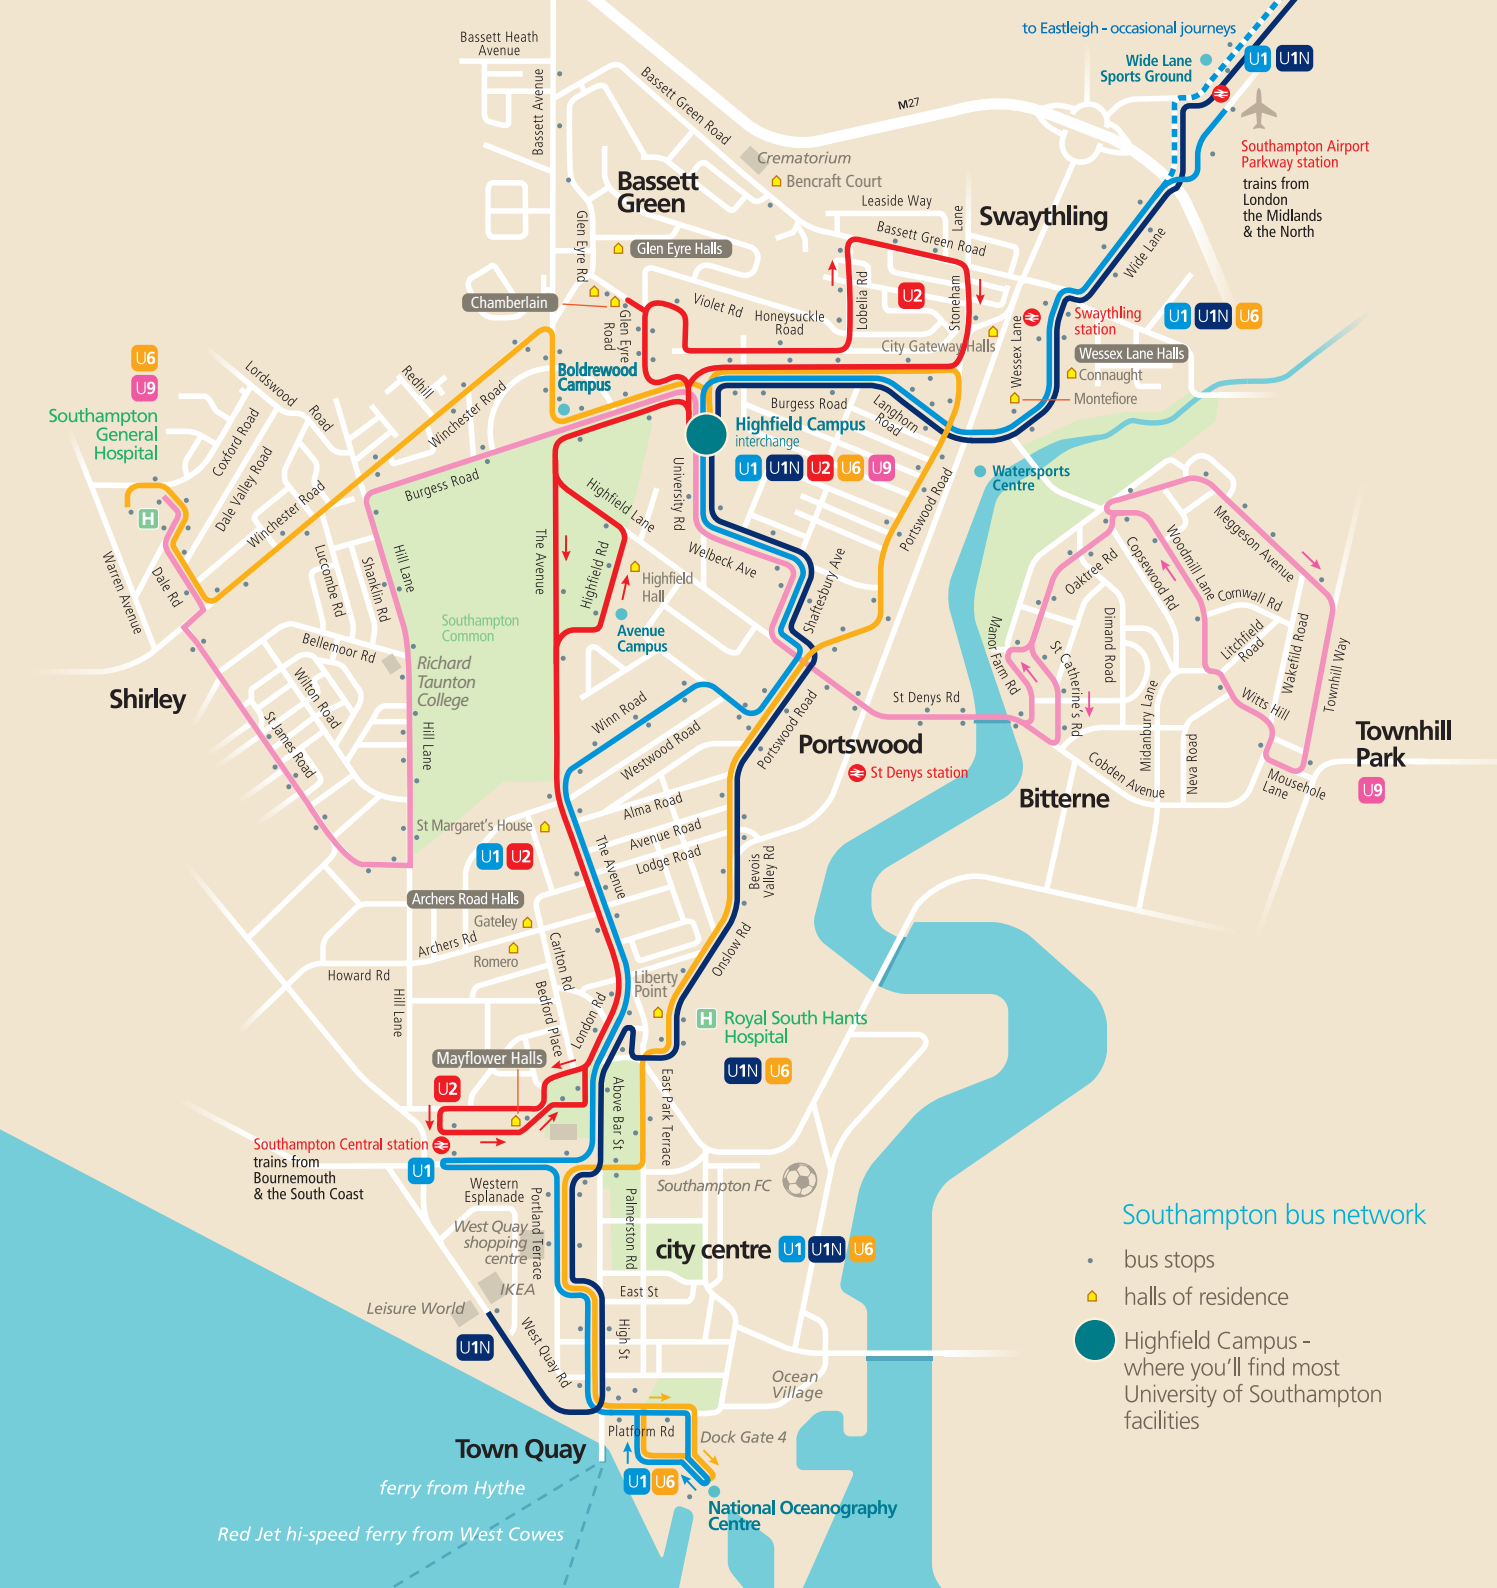 to Eastleigh - occasional journeys
Bassett Heath
Avenue
Wide Lane
Sports Ground
U1 U1N
Bassett Avenue
Bassett Green Road
M27
Southampton Airport
Parkway station
trains from
London
the Midlands
& the North
Crematorium
Bencraft Court
Bassett
Green
Leaside Way
Lane
Swaythling
Glen Eyre Rd
Glen Eyre Halls
Bassett Green Road
Wide Lane
Chamberlain
Violet Rd
Honeysuckle
Road
Lobelia Rd
U2
Stoneham
Glen Eyre
Road
City Gateway Halls
Wessex Lane
Swaythling
station
U1 U1N U6
Wessex Lane Halls
Connaught
Montefiore
U6
U9
Southampton
General
Hospital
H
Lordswood
Road
Redhill
Winchester Road
Boldrewood
Campus
Burgess Road
Langhorn
Road
Highfield Campus
interchange
U1 U1N U2 U6 U9
Coxford Road
Dale Valley Road
Winchester Road
Burgess Road
University Rd
Highfield Lane
Portswood Road
Watersports
Centre
Warren Avenue
Dale Rd
Luccombe Rd
Shanklin Rd
Hill Lane
The Avenue
Highfield Rd
Highfield
Hall
Welbeck Ave
Shaftesbury Ave
Meggeson Avenue
Woodmill Lane
Copsewood Rd
Oaktree Rd
Cornwall Rd
Southampton
Common
Avenue
Campus
Manor Farm Rd
St Catherine's Rd
Dimand Road
Litchfield
Road
Wakefild Road
Townhill Way
Bellemoor Rd
Richard
Taunton
College
Shirley
Wilton Road
St James Road
Hill Lane
Winn Road
Westwood Road
Portswood Road
St Denys Rd
Witts Hill
Midanbury Lane
Neva Road
Portswood
St Denys station
Townhill
Park
U9
Cobden Avenue
Mousehole
Lane
Bitterne
St Margaret's House
U1 U2
Alma Road
Avenue Road
Lodge Road
The Avenue
Bevois
Valley Rd
Archers Road Halls
Gateley
Archers Rd
Romero
Howard Rd
Carlton Rd
Onslow Rd
Liberty
Point
Hill Lane
Bedford Place
London Rd
H
Royal South Hants
Hospital
U1N U6
Mayflower Halls
U2
Above Bar St
East Park Terrace
Southampton Central station
trains from
Bournemouth
& the South Coast
U1
Western
Esplanade
Portland Terrace
Palmerston Rd
Southampton FC
West Quay
shopping
centre
city centre U1 U1N U6
IKEA
East St
Leisure World
U1N
West Quay Rd
High St
Ocean
Village
Platform Rd
Dock Gate 4
Town Quay
U1 U6
ferry from Hythe
National Oceanography
Centre
Red Jet hi-speed ferry from West Cowes
Southampton bus network
bus stops
halls of residence
Highfield Campus -
where you'll find most
University of Southampton
facilities